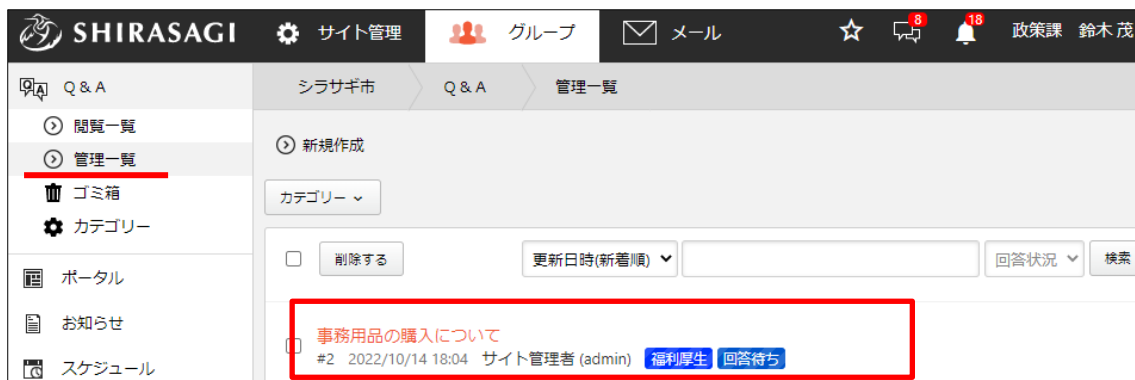 SHIRASAGI サイト管理 グループ メール 8 18 政策課 鈴木 茂
Q & A
シラサギ市 Q & A 管理一覧
閲覧一覧
管理一覧
新規作成
ゴミ箱
カテゴリー
カテゴリー
削除する 更新日時(新着順) 回答状況 検索
ポータル
お知らせ
スケジュール
事務用品の購入について
#2 2022/10/14 18:04 サイト管理者 (admin) 福利厚生 回答待ち